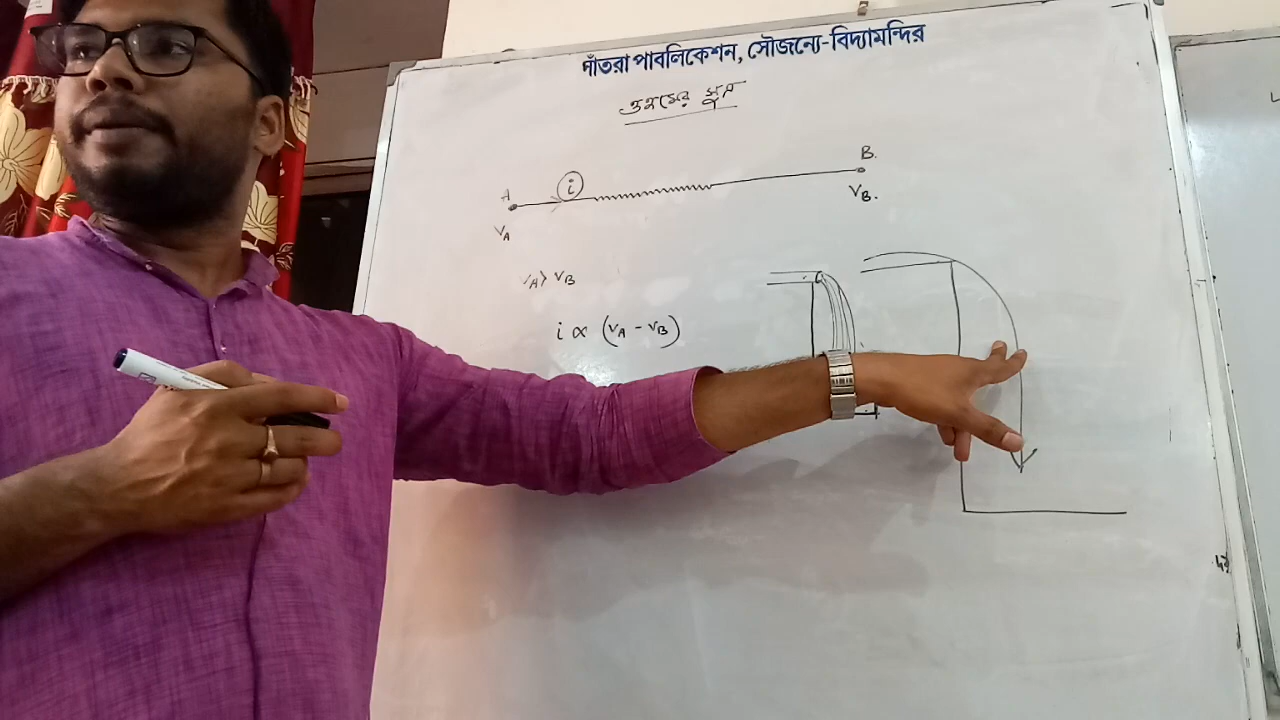 পাঁতরা পাবলিকেশন, সৌজন্যে-বিদ্যামন্দির
ওহমের সূত্র
A i B.
V_A V_B.
V_A > V_B
i ∝ (V_A - V_B)